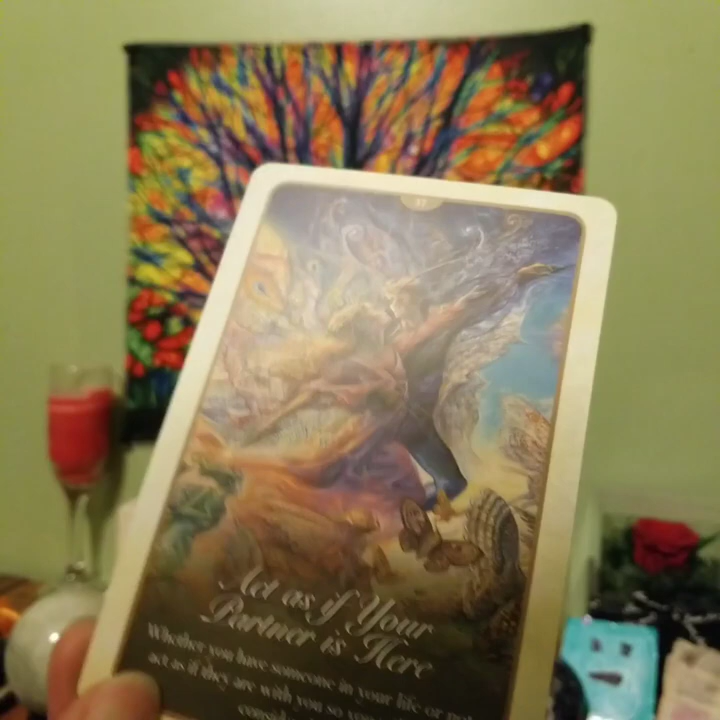 Act as if Your
Partner is Here
Whether you have someone in your life or not
act as if they are with you so you